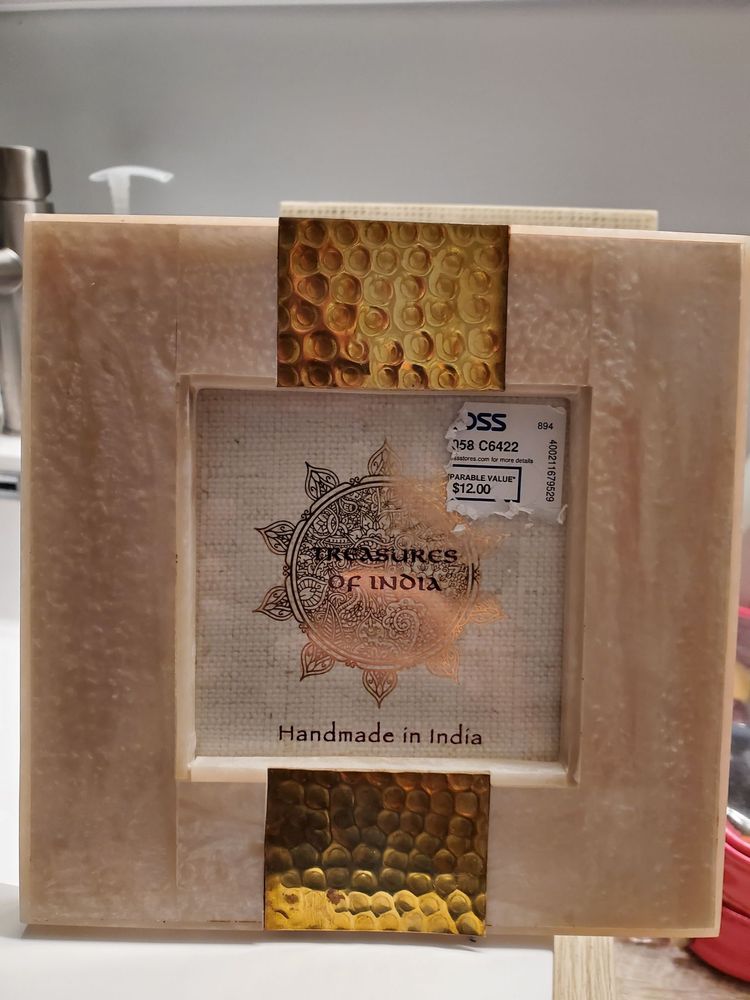 OSS
894
058 C6422
ssstores.com for more details
PARABLE VALUE*
$12.00
400211679529
TREASURES
OF INDIA
Handmade in India